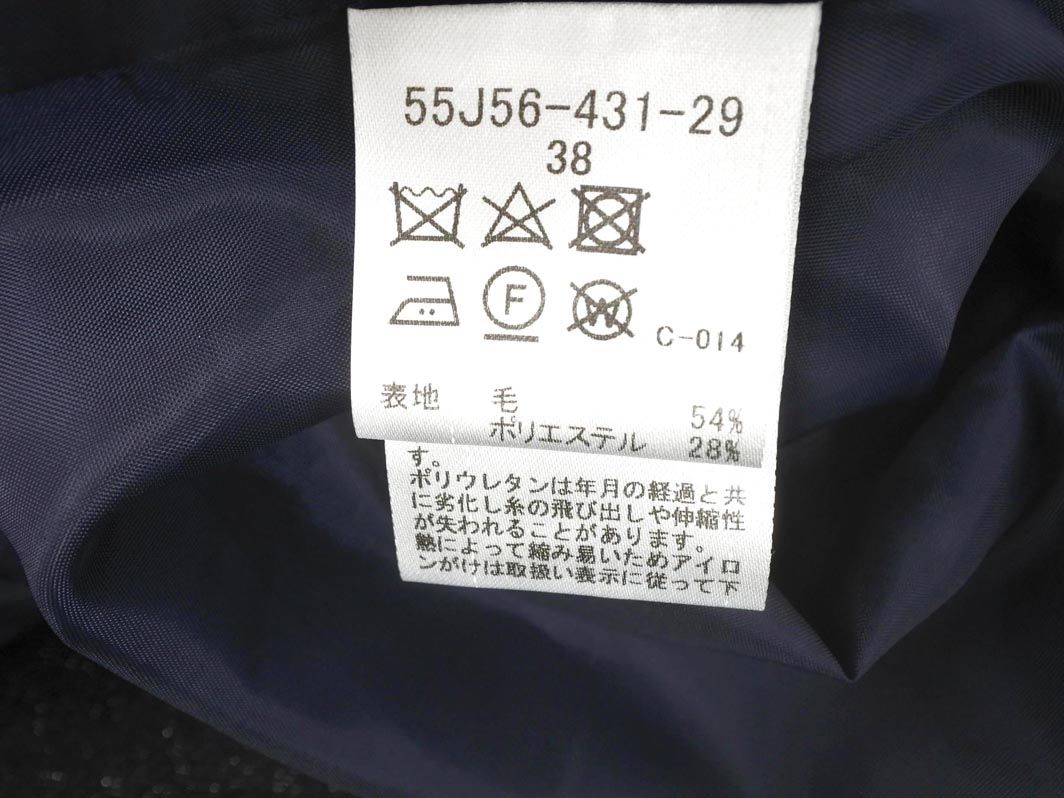 55J56-431-29
38
F
W
C-014
表地 毛 54%
ポリエステル 28%
す。
ポリウレタンは年月の経過と共
に劣化し糸の飛び出しや伸縮性
が失われることがあります。
熱によって縮み易いためアイロ
ンがけは取扱い表示に従って下